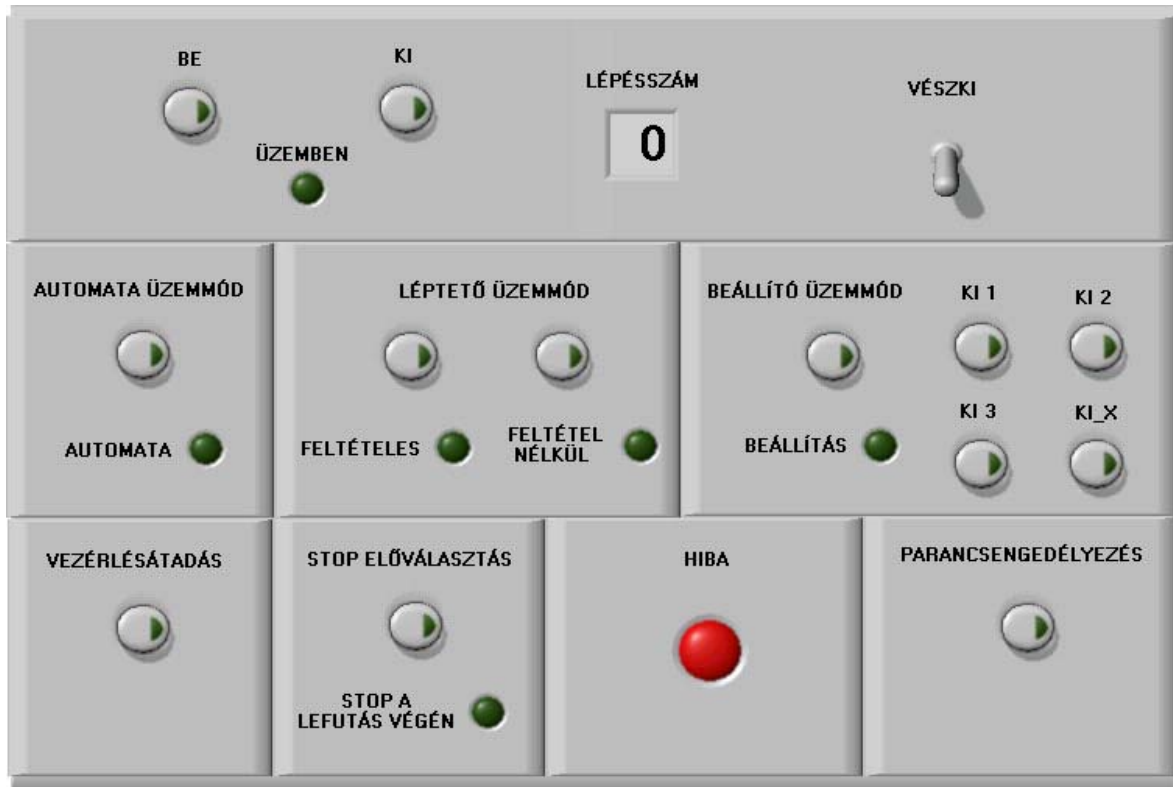 BE
KI
LÉPÉSSZÁM
VÉSZKI
0
ÜZEMBEN
AUTOMATA ÜZEMMÓD
LÉPTETŐ ÜZEMMÓD
BEÁLLÍTÓ ÜZEMMÓD
KI 1
KI 2
KI 3
KI_X
AUTOMATA
FELTÉTELES
FELTÉTEL
NÉLKÜL
BEÁLLÍTÁS
VEZÉRLÉSÁTADÁS
STOP ELŐVÁLASZTÁS
HIBA
PARANCSENGEDÉLYEZÉS
STOP A
LEFUTÁS VÉGÉN